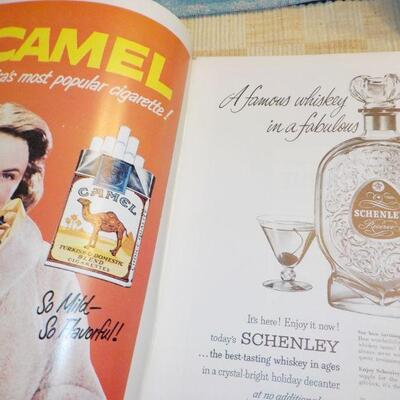 CAMEL
most popular cigarette!
CAMEL
TURKISH & DOMESTIC
BLEND
CIGARETTES
So Mild—
So Flavorful!
A famous whiskey
in a fabulous
SCHENLEY
Reserve
It's here! Enjoy it now!
today's SCHENLEY
...the best-tasting whiskey in ages
in a crystal-bright holiday decanter
at no additional